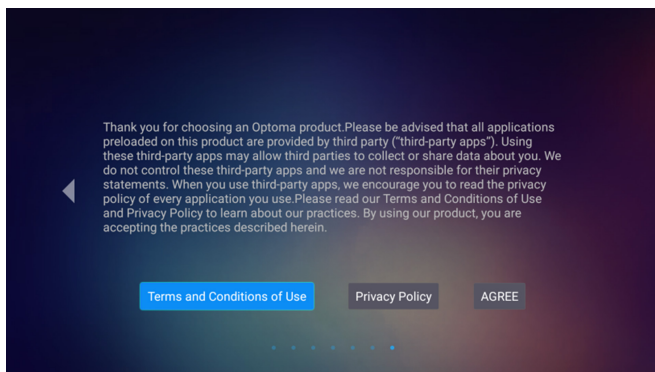 Thank you for choosing an Optoma product.Please be advised that all applications
preloaded on this product are provided by third party (“third-party apps”). Using
these third-party apps may allow third parties to collect or share data about you. We
do not control these third-party apps and we are not responsible for their privacy
statements. When you use third-party apps, we encourage you to read the privacy
policy of every application you use.Please read our Terms and Conditions of Use
and Privacy Policy to learn about our practices. By using our product, you are
accepting the practices described herein.
Terms and Conditions of Use
Privacy Policy
AGREE